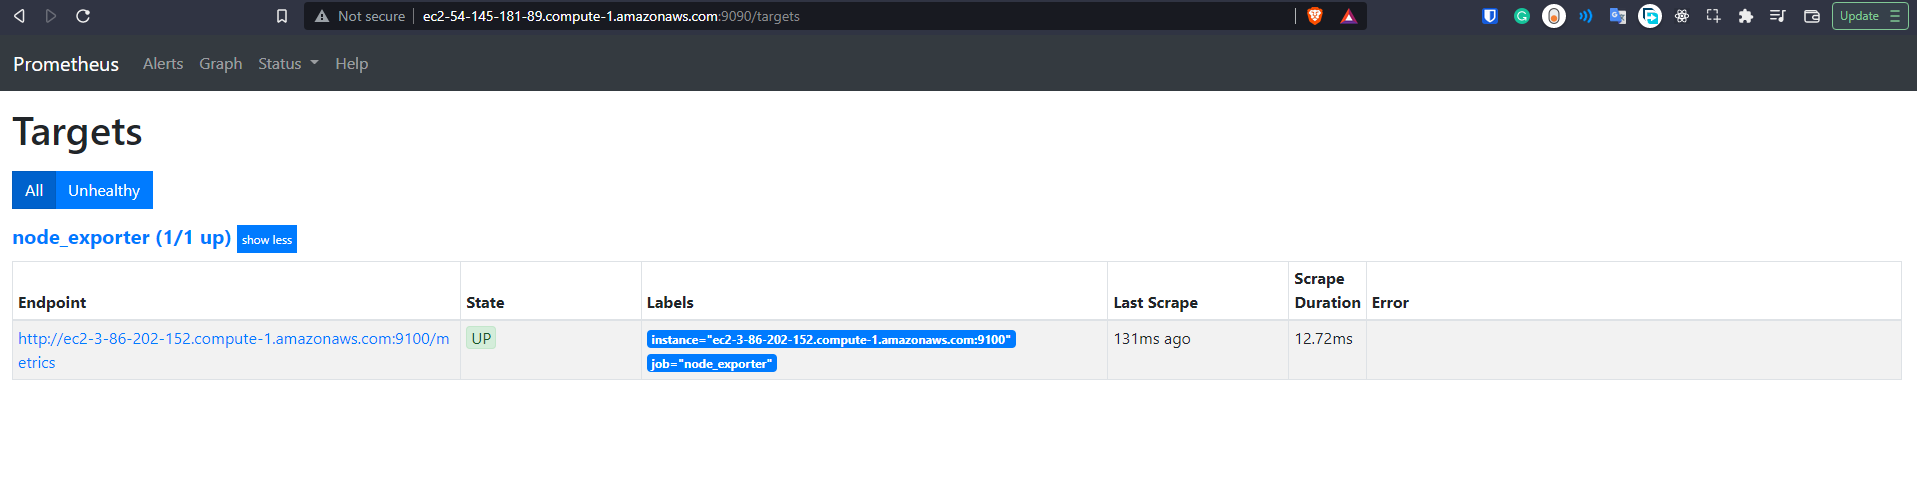 Not secure ec2-54-145-181-89.compute-1.amazonaws.com:9090/targets Update
Prometheus Alerts Graph Status Help
Targets
All Unhealthy
node_exporter (1/1 up) show less
Endpoint State Labels Last Scrape Scrape Duration Error
http://ec2-3-86-202-152.compute-1.amazonaws.com:9100/m UP instance="ec2-3-86-202-152.compute-1.amazonaws.com:9100" 131ms ago 12.72ms
etrics job="node_exporter"